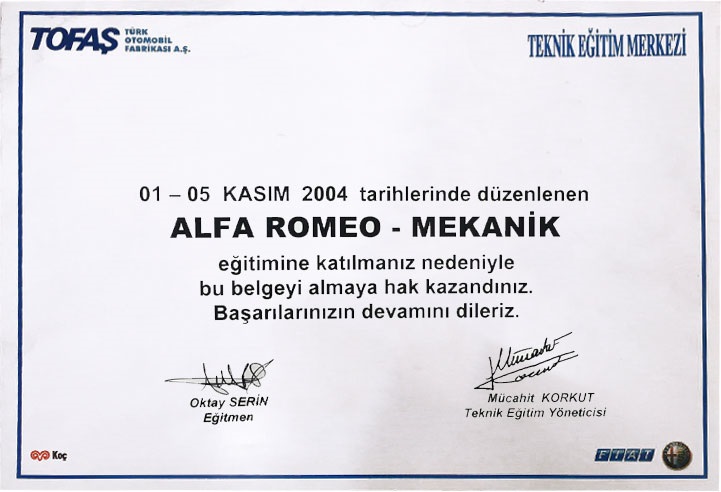 TOFAŞ TÜRK
OTOMOBİL
FABRİKASI A.Ş.
TEKNİK EĞİTİM MERKEZİ
01 – 05 KASIM 2004 tarihlerinde düzenlenen
ALFA ROMEO - MEKANİK
eğitimine katılmanız nedeniyle
bu belgeyi almaya hak kazandınız.
Başarılarınızın devamını dileriz.
Oktay SERİN
Eğitmen
Mücahit KORKUT
Teknik Eğitim Yöneticisi
Koç
FIAT